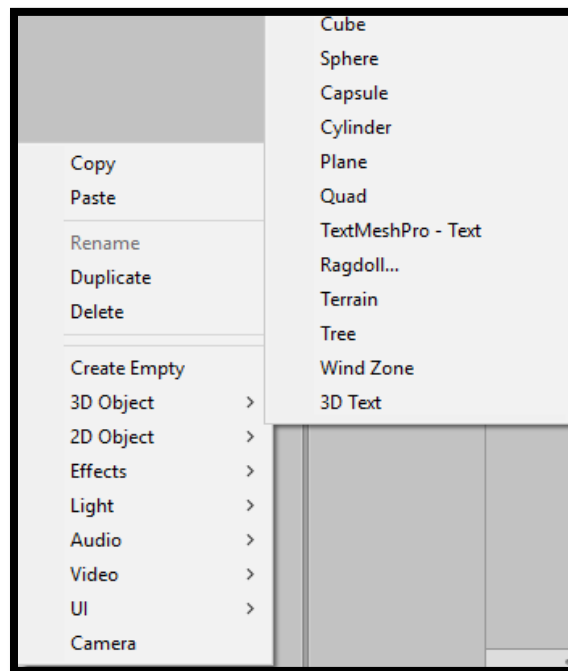 Copy
Paste
Rename
Duplicate
Delete
Create Empty
3D Object
2D Object
Effects
Light
Audio
Video
UI
Camera
Cube
Sphere
Capsule
Cylinder
Plane
Quad
TextMeshPro - Text
Ragdoll...
Terrain
Tree
Wind Zone
3D Text